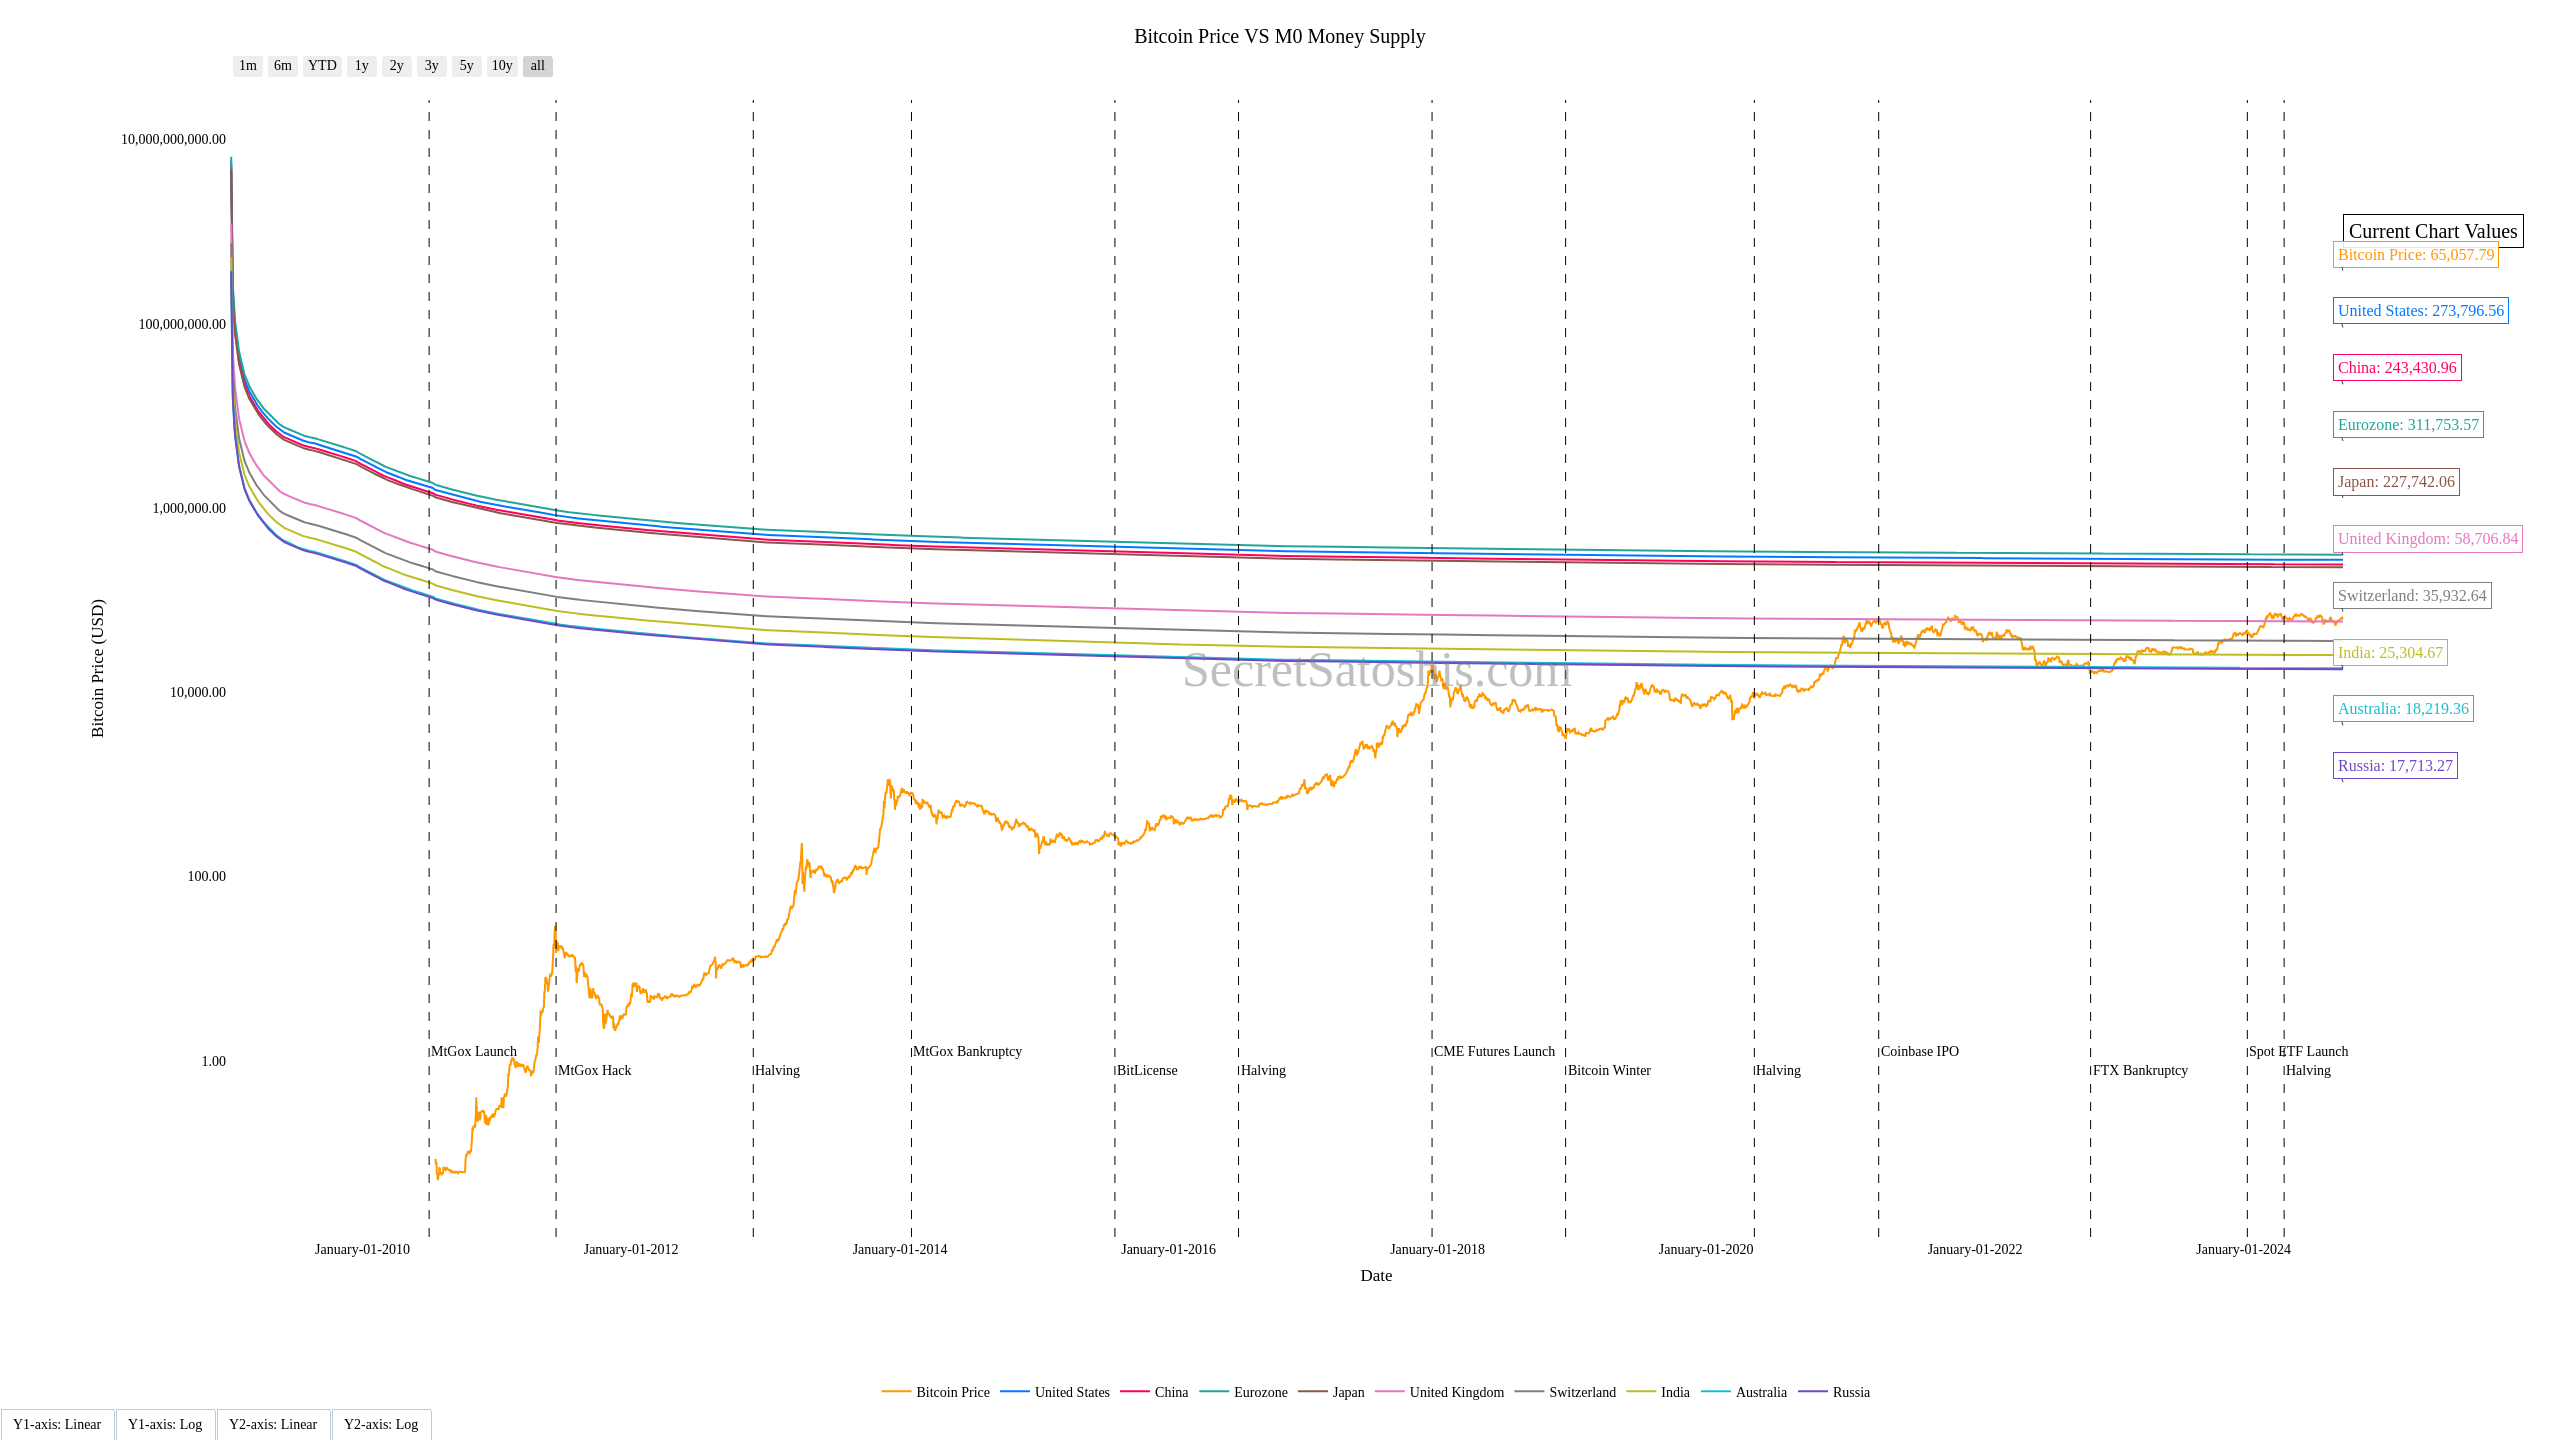 Bitcoin Price VS M0 Money Supply
1m 6m YTD 1y 2y 3y 5y 10y all
10,000,000,000.00
100,000,000.00
1,000,000.00
10,000.00
100.00
1.00
Bitcoin Price (USD)
Current Chart Values
Bitcoin Price: 65,057.79
United States: 273,796.56
China: 243,430.96
Eurozone: 311,753.57
Japan: 227,742.06
United Kingdom: 58,706.84
Switzerland: 35,932.64
India: 25,304.67
Australia: 18,219.36
Russia: 17,713.27
SecretSatoshis.com
MtGox Launch
MtGox Hack
Halving
MtGox Bankruptcy
BitLicense
Halving
CME Futures Launch
Bitcoin Winter
Halving
Coinbase IPO
FTX Bankruptcy
Spot ETF Launch
Halving
January-01-2010 January-01-2012 January-01-2014 January-01-2016 January-01-2018 January-01-2020 January-01-2022 January-01-2024
Date
Bitcoin Price United States China Eurozone Japan United Kingdom Switzerland India Australia Russia
Y1-axis: Linear Y1-axis: Log Y2-axis: Linear Y2-axis: Log